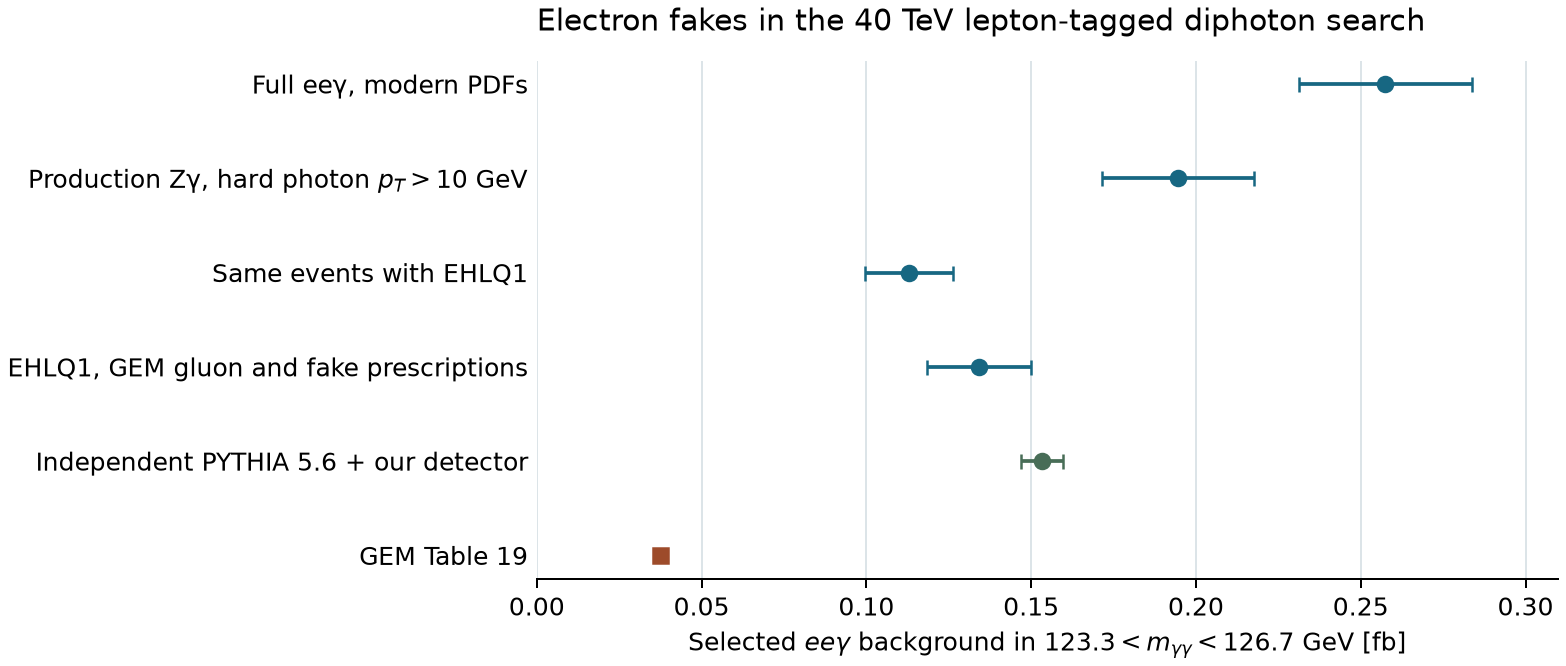 Electron fakes in the 40 TeV lepton-tagged diphoton search
Full eeγ, modern PDFs
Production Zγ, hard photon p_T > 10 GeV
Same events with EHLQ1
EHLQ1, GEM gluon and fake prescriptions
Independent PYTHIA 5.6 + our detector
GEM Table 19
0.00 0.05 0.10 0.15 0.20 0.25 0.30
Selected eeγ background in 123.3 < m_γγ < 126.7 GeV [fb]